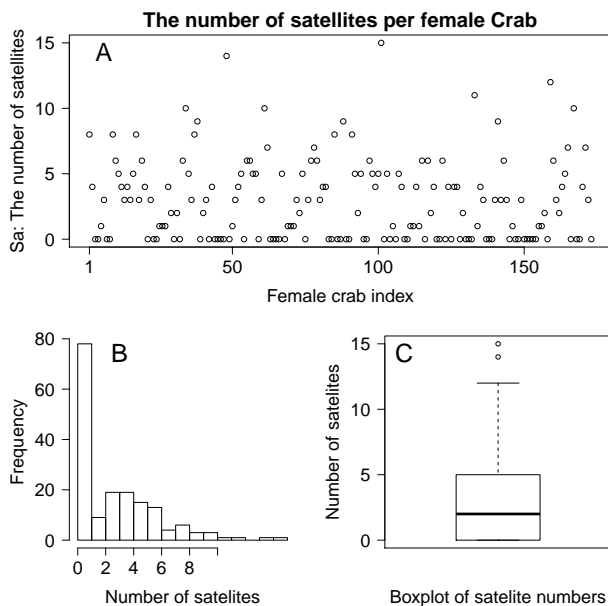 The number of satellites per female Crab
A
Sa: The number of satellites
15
10
5
0
1 50 100 150
Female crab index
B
Frequency
80
60
40
20
0
0 2 4 6 8
Number of satelites
C
Number of satellites
15
10
5
0
Boxplot of satelite numbers